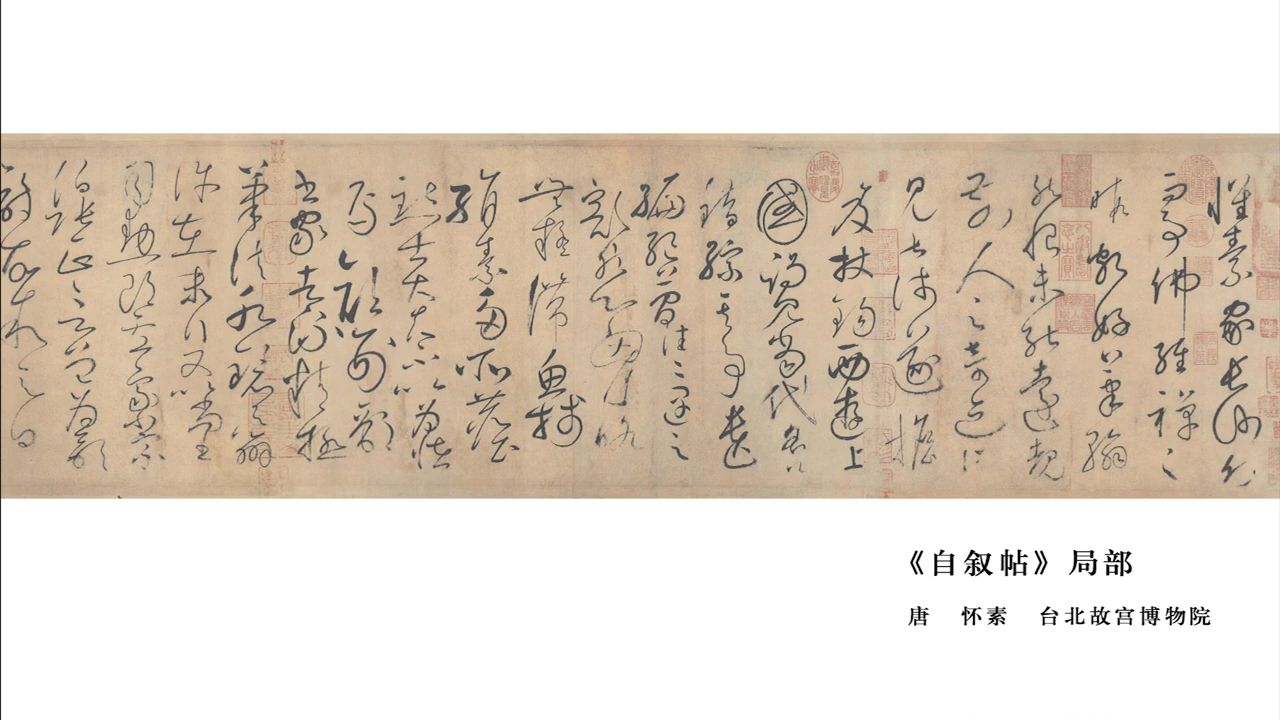 懷素家長沙幼
而事佛經禪之
暇頗好筆翰
然恨未能遠覩
前人之奇迹所
見甚淺遂擔
笈杖錫西遊上
國謁見當代名公
錯綜其事遺
編絕簡往往遇之
豁然心胸略
無疑滯魚牋
絹素多所塵
點士大夫不以為怪
焉顏刑部
書家者流精極
筆法水鏡之辨
許在末行又以尚書
司勳郎盧象小宗
伯張正言曾為歌
詩故敘之曰
《自叙帖》局部
唐 怀素 台北故宫博物院